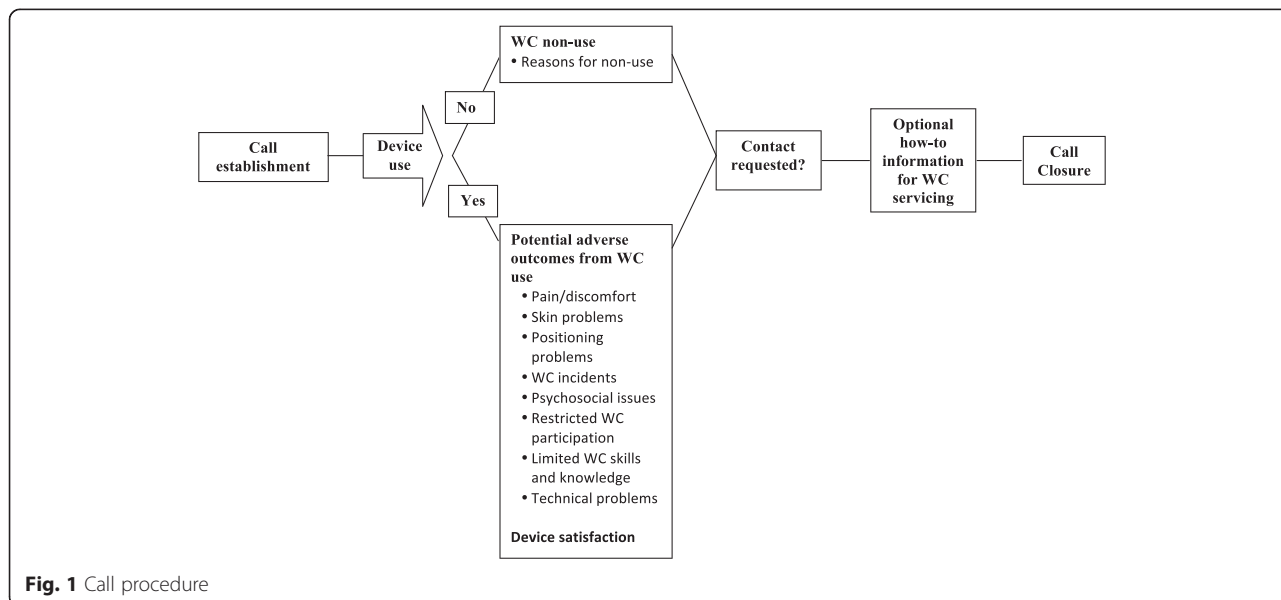 WC non-use
• Reasons for non-use
No
Call
establishment
Device
use
Yes
Potential adverse
outcomes from WC
use
• Pain/discomfort
• Skin problems
• Positioning
problems
• WC incidents
• Psychosocial issues
• Restricted WC
participation
• Limited WC skills
and knowledge
• Technical problems
Device satisfaction
Contact
requested?
Optional
how-to
information
for WC
servicing
Call
Closure
Fig. 1 Call procedure